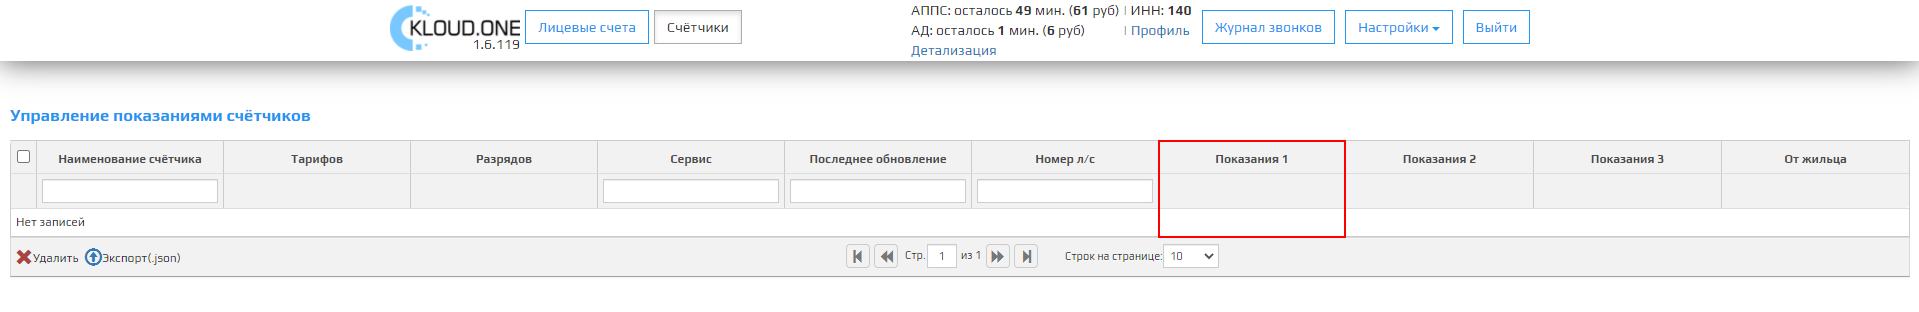 KLOUD.ONE
1.6.119
Лицевые счета
Счётчики
АППС: осталось 49 мин. (61 руб) | ИНН: 140
АД: осталось 1 мин. (6 руб) | Профиль
Детализация
Журнал звонков
Настройки
Выйти
Управление показаниями счётчиков
Наименование счётчика Тарифов Разрядов Сервис Последнее обновление Номер л/с Показания 1 Показания 2 Показания 3 От жильца
Нет записей
Удалить Экспорт(.json) Стр. 1 из 1 Строк на странице: 10